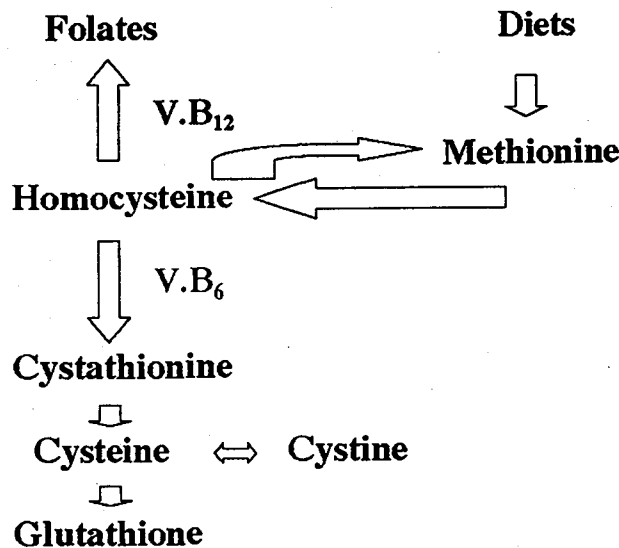 Folates
Diets
V.B₁₂
Methionine
Homocysteine
V.B₆
Cystathionine
Cysteine ⇔ Cystine
Glutathione